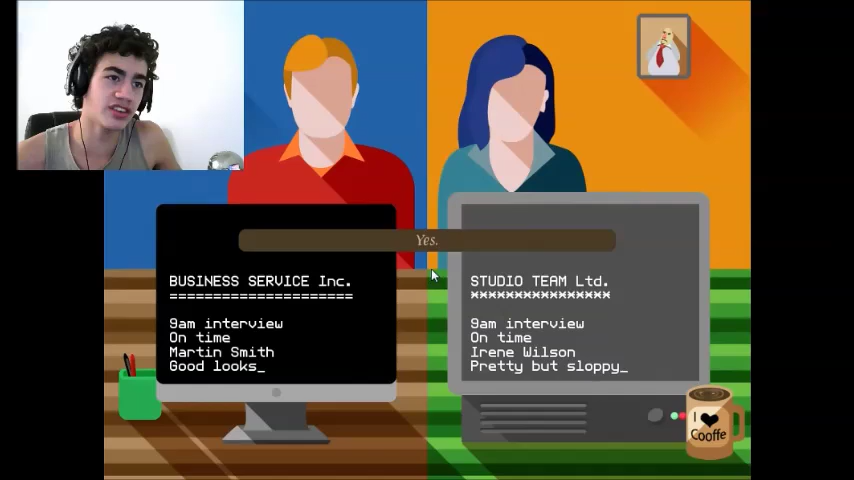 Yes.
BUSINESS SERVICE Inc.
=====================
9am interview
On time
Martin Smith
Good looks_
STUDIO TEAM Ltd.
****************
9am interview
On time
Irene Wilson
Pretty but sloppy_
I
Cooffe